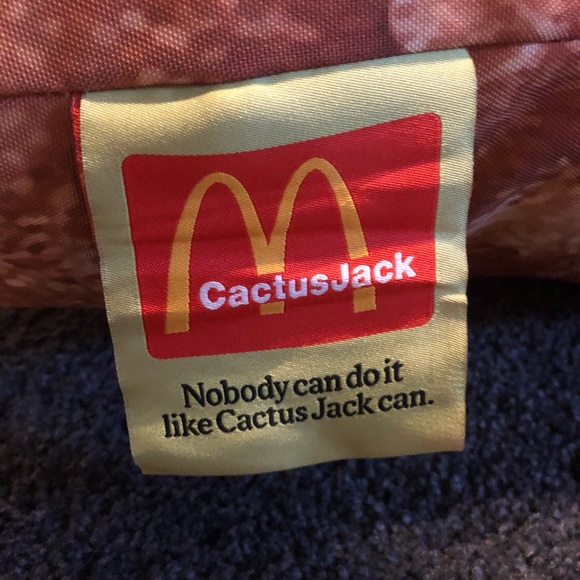 CactusJack
Nobody can do it
like Cactus Jack can.